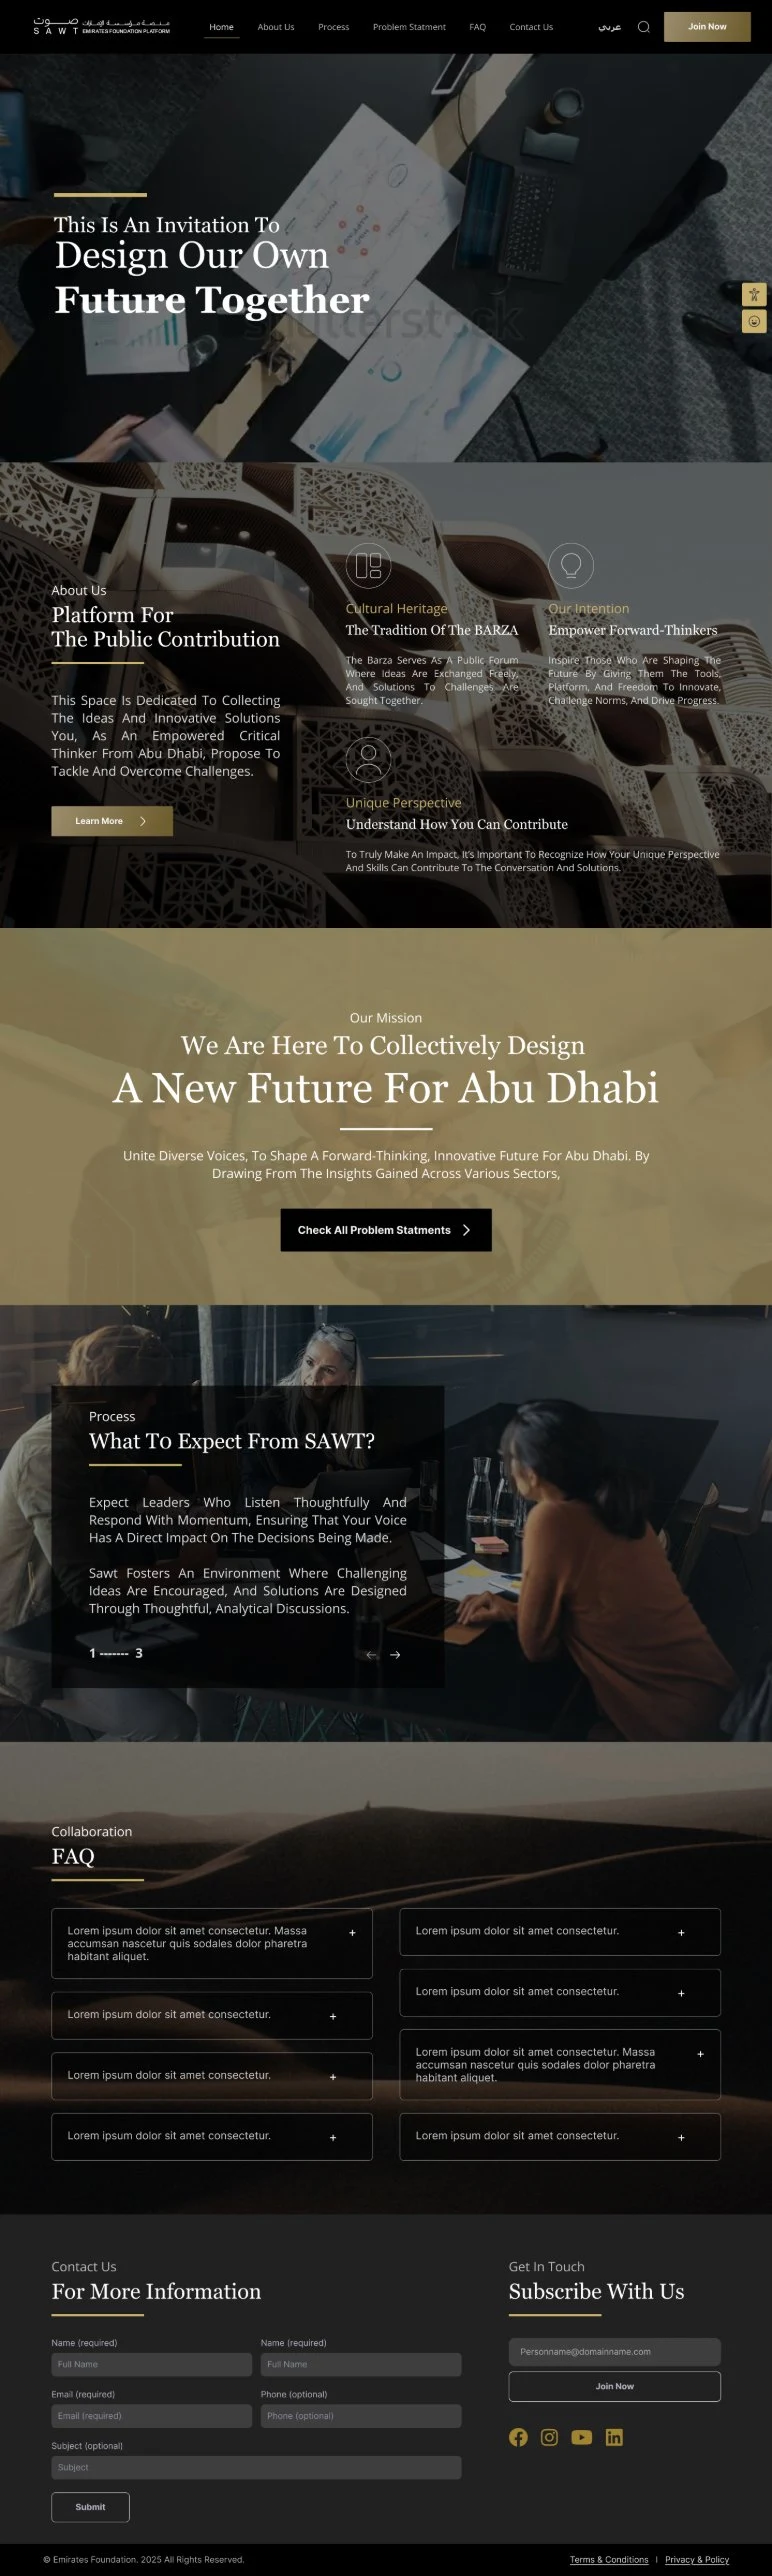 صــوت منصة مؤسسة الإمارات
S A W T EMIRATES FOUNDATION PLATFORM
Home About Us Process Problem Statment FAQ Contact Us عربي Join Now
This Is An Invitation To
Design Our Own
Future Together
About Us
Platform For
The Public Contribution
This Space Is Dedicated To Collecting
The Ideas And Innovative Solutions
You, As An Empowered Critical
Thinker From Abu Dhabi, Propose To
Tackle And Overcome Challenges.
Learn More
Cultural Heritage
The Tradition Of The BARZA
The Barza Serves As A Public Forum
Where Ideas Are Exchanged Freely,
And Solutions To Challenges Are
Sought Together.
Our Intention
Empower Forward-Thinkers
Inspire Those Who Are Shaping The
Future By Giving Them The Tools,
Platform, And Freedom To Innovate,
Challenge Norms, And Drive Progress.
Unique Perspective
Understand How You Can Contribute
To Truly Make An Impact, It's Important To Recognize How Your Unique Perspective
And Skills Can Contribute To The Conversation And Solutions.
Our Mission
We Are Here To Collectively Design
A New Future For Abu Dhabi
Unite Diverse Voices, To Shape A Forward-Thinking, Innovative Future For Abu Dhabi. By
Drawing From The Insights Gained Across Various Sectors,
Check All Problem Statments
Process
What To Expect From SAWT?
Expect Leaders Who Listen Thoughtfully And
Respond With Momentum, Ensuring That Your Voice
Has A Direct Impact On The Decisions Being Made.
Sawt Fosters An Environment Where Challenging
Ideas Are Encouraged, And Solutions Are Designed
Through Thoughtful, Analytical Discussions.
1 ------- 3
Collaboration
FAQ
Lorem ipsum dolor sit amet consectetur. Massa
accumsan nascetur quis sodales dolor pharetra
habitant aliquet.
+
Lorem ipsum dolor sit amet consectetur. +
Lorem ipsum dolor sit amet consectetur. +
Lorem ipsum dolor sit amet consectetur. +
Lorem ipsum dolor sit amet consectetur. +
Lorem ipsum dolor sit amet consectetur. +
Lorem ipsum dolor sit amet consectetur. Massa
accumsan nascetur quis sodales dolor pharetra
habitant aliquet.
+
Lorem ipsum dolor sit amet consectetur. +
Contact Us
For More Information
Name (required) Name (required)
Full Name Full Name
Email (required) Phone (optional)
Email (required) Phone (optional)
Subject (optional)
Subject
Submit
Get In Touch
Subscribe With Us
Personname@domainname.com
Join Now
© Emirates Foundation. 2025 All Rights Reserved.
Terms & Conditions | Privacy & Policy